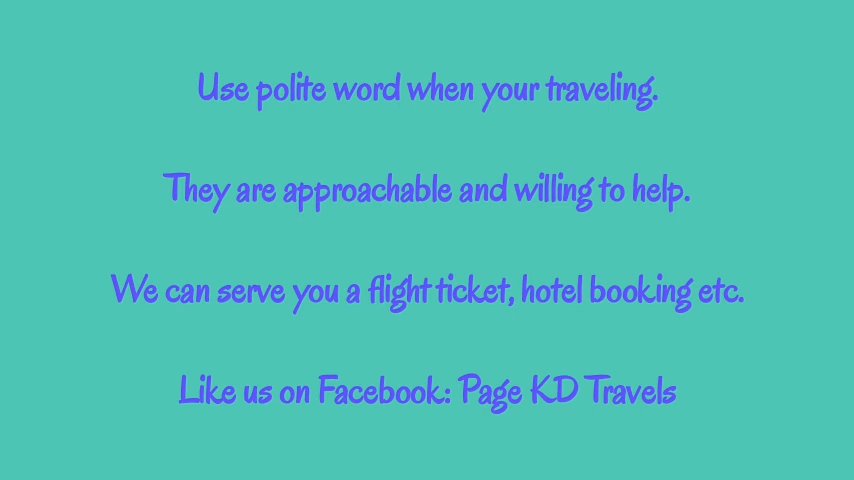 Use polite word when your traveling.
They are approachable and willing to help.
We can serve you a flight ticket, hotel booking etc.
Like us on Facebook: Page KD Travels